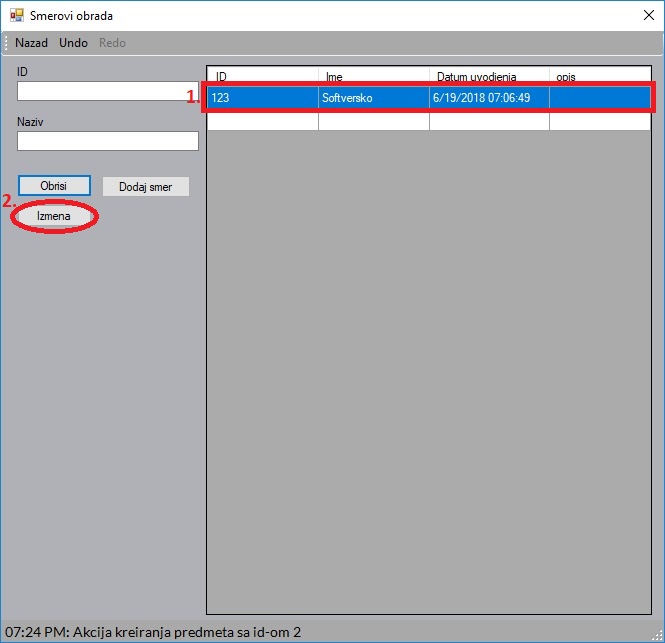 Smerovi obrada
Nazad Undo Redo
ID
Naziv
Obrisi Dodaj smer
2.
Izmena
ID Ime Datum uvodjenja opis
1.
123 Softversko 6/19/2018 07:06:49
07:24 PM: Akcija kreiranja predmeta sa id-om 2